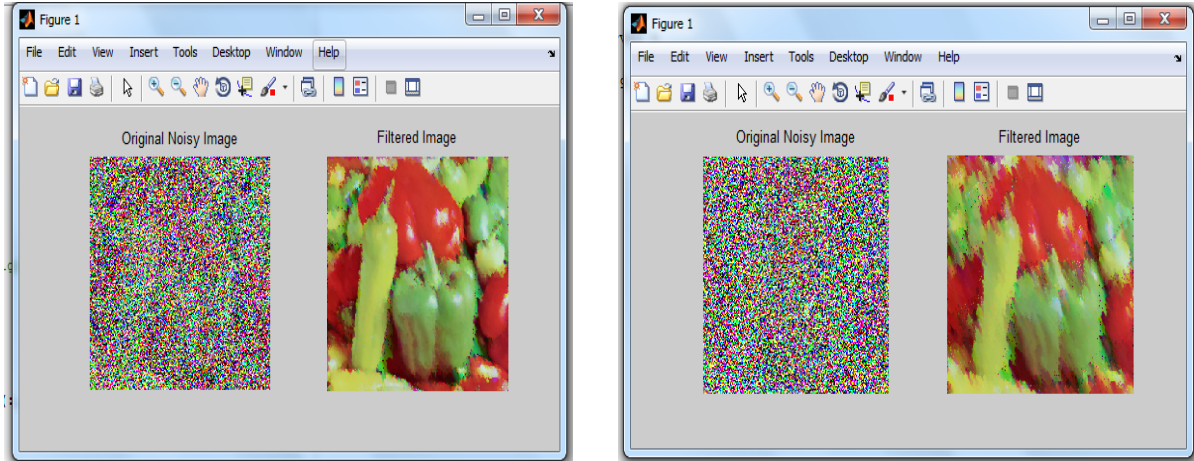 Figure 1
File Edit View Insert Tools Desktop Window Help
Original Noisy Image Filtered Image
Figure 1
File Edit View Insert Tools Desktop Window Help
Original Noisy Image Filtered Image